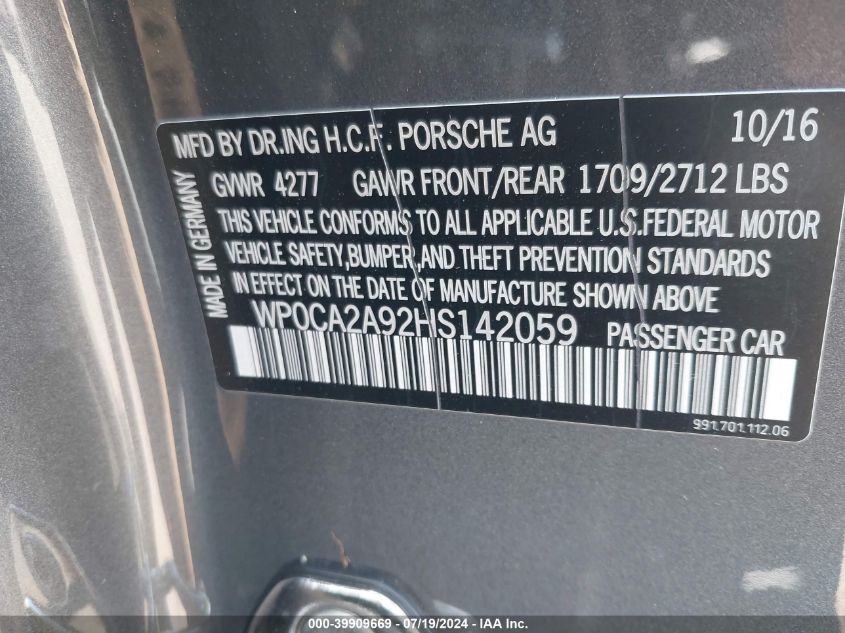 MFD BY DR.ING H.C.F. PORSCHE AG 10/16
GVWR 4277 GAWR FRONT/REAR 1709/2712 LBS
THIS VEHICLE CONFORMS TO ALL APPLICABLE U.S.FEDERAL MOTOR
VEHICLE SAFETY,BUMPER,AND THEFT PREVENTION STANDARDS
IN EFFECT ON THE DATE OF MANUFACTURE SHOWN ABOVE
WP0CA2A92HS142059 PASSENGER CAR
MADE IN GERMANY
991.701.112.06
000-39909669 - 07/19/2024 - IAA Inc.